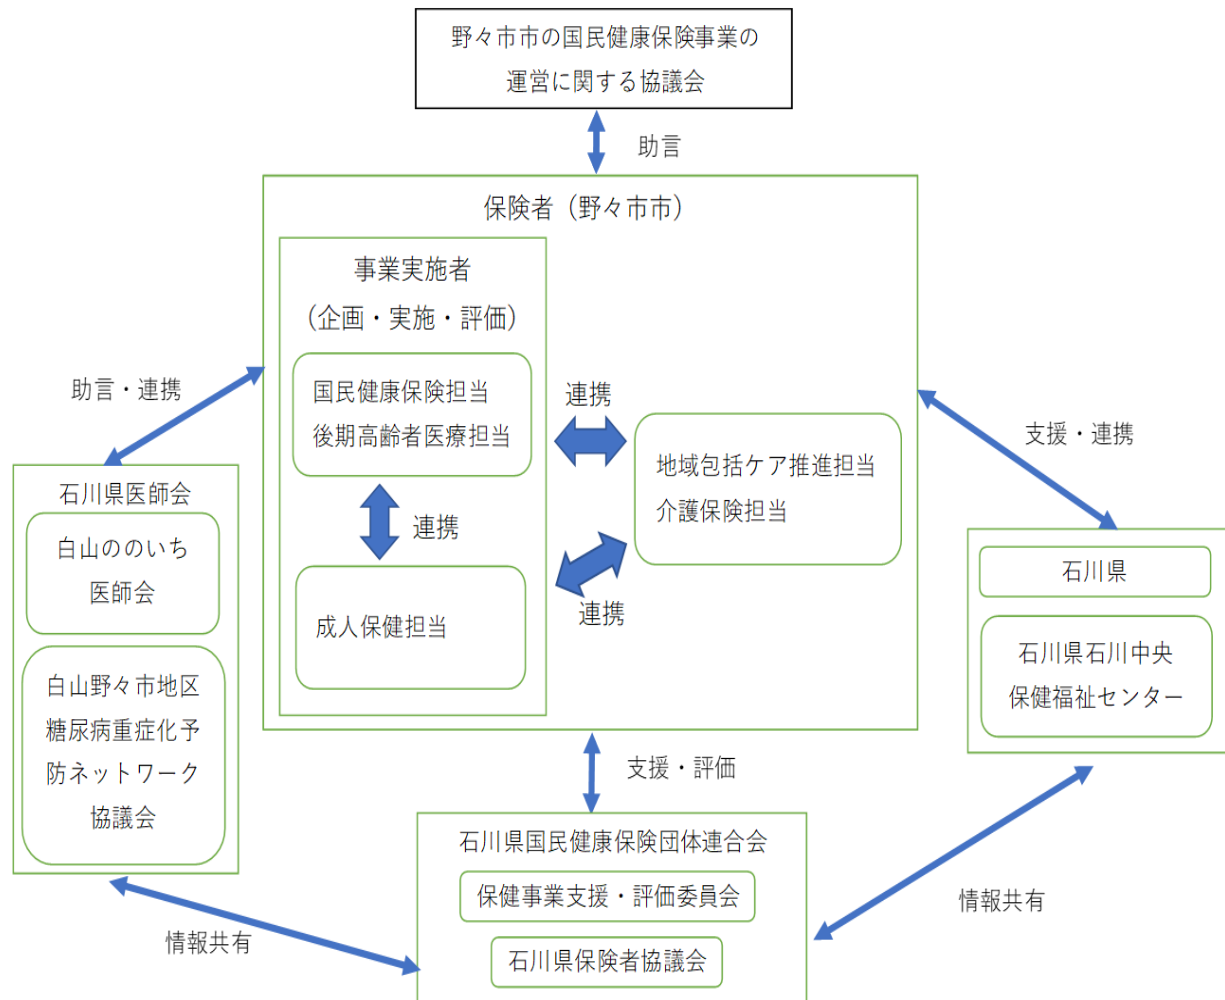 野々市市の国民健康保険事業の
運営に関する協議会
助言
保険者（野々市市）
事業実施者
（企画・実施・評価）
国民健康保険担当
後期高齢者医療担当
連携
地域包括ケア推進担当
介護保険担当
連携
連携
成人保健担当
助言・連携
石川県医師会
白山ののいち
医師会
白山野々市地区
糖尿病重症化予
防ネットワーク
協議会
支援・連携
石川県
石川県石川中央
保健福祉センター
支援・評価
石川県国民健康保険団体連合会
保健事業支援・評価委員会
石川県保険者協議会
情報共有
情報共有